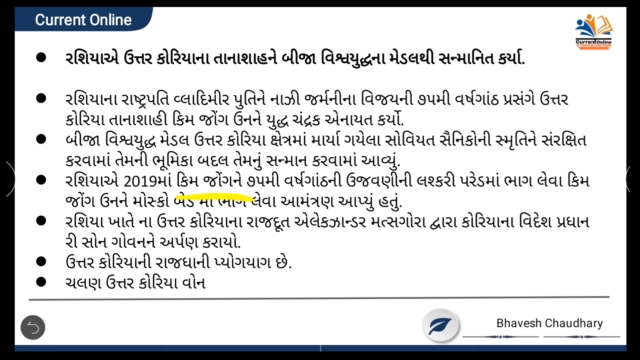 Current Online
CurrentOnline
રશિયાએ ઉત્તર કોરિયાના તાનાશાહને બીજા વિશ્વયુદ્ધના મેડલથી સન્માનિત કર્યા.
રશિયાના રાષ્ટ્રપતિ વ્લાદિમીર પુતિને નાઝી જર્મનીના વિજયની ૭૫મી વર્ષગાંઠ પ્રસંગે ઉત્તર
કોરિયા તાનાશાહી કિમ જોંગ ઉનને યુદ્ધ ચંદ્રક એનાયત કર્યો.
બીજા વિશ્વયુદ્ધ મેડલ ઉત્તર કોરિયા ક્ષેત્રમાં માર્યા ગયેલા સોવિયત સૈનિકોની સ્મૃતિને સંરક્ષિત
કરવામાં તેમની ભૂમિકા બદલ તેમનું સન્માન કરવામાં આવ્યું.
રશિયાએ 2019માં કિમ જોંગને ૭૫મી વર્ષગાંઠની ઉજવણીની લશ્કરી પરેડમાં ભાગ લેવા કિમ
જોંગ ઉનને મોસ્કો માં ભાગ લેવા આમંત્રણ આપ્યું હતું.
રશિયા ખાતે ના ઉત્તર કોરિયાના રાજદૂત એલેકઝાન્ડર મત્સગોરા દ્વારા કોરિયાના વિદેશ પ્રધાન
રી સોન ગોવનને અર્પણ કરાયો.
ઉત્તર કોરિયાની રાજધાની પ્યોગયાગ છે.
ચલણ ઉત્તર કોરિયા વોન
Bhavesh Chaudhary